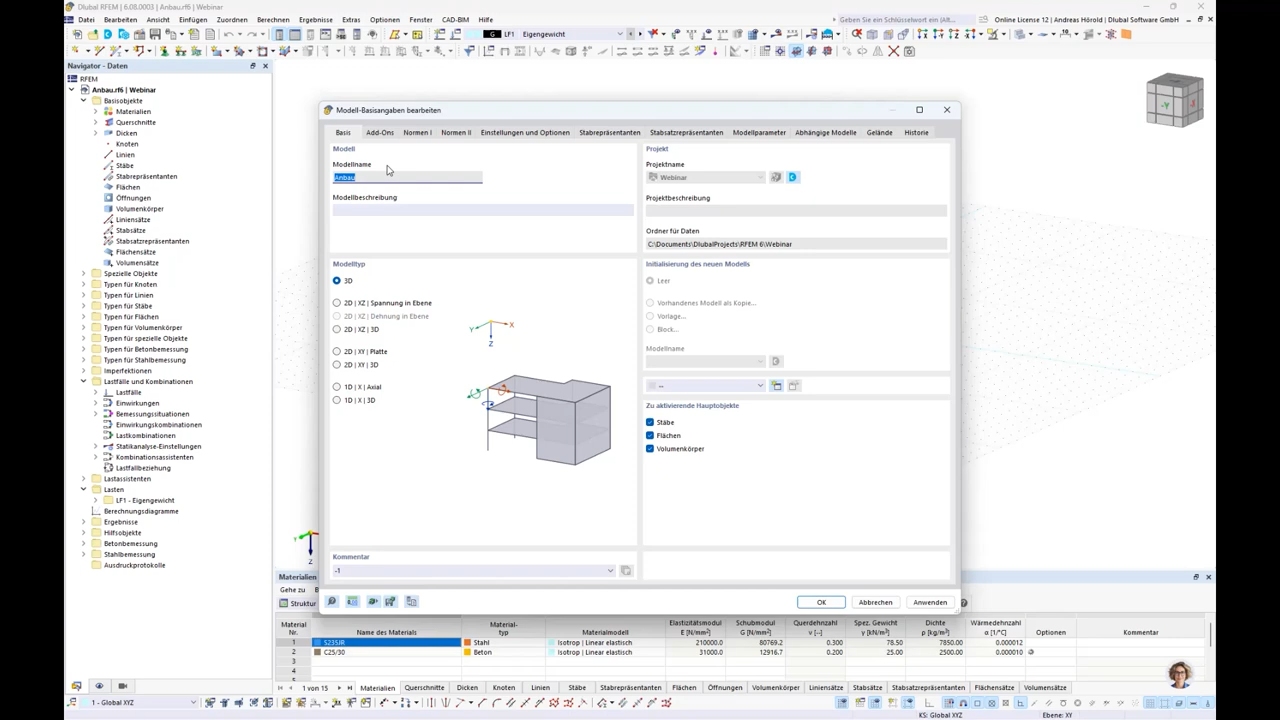 Dlubal RFEM | 6.08.0003 | Anbau.rf6 | Webinar
Datei Bearbeiten Ansicht Einfügen Zuordnen Berechnen Ergebnisse Extras Optionen Fenster CAD-BIM Hilfe
Geben Sie ein Schlüsselwort ein (Al...
Online License 12 | Andreas Hörold | Dlubal Software GmbH
G LF1 Eigengewicht
Navigator - Daten
RFEM
Anbau.rf6 | Webinar
Basisobjekte
Materialien
Querschnitte
Dicken
Knoten
Linien
Stäbe
Stabrepräsentanten
Flächen
Öffnungen
Volumenkörper
Liniensätze
Stabsätze
Stabsatzrepräsentanten
Flächensätze
Volumensätze
Spezielle Objekte
Typen für Knoten
Typen für Linien
Typen für Stäbe
Typen für Flächen
Typen für Volumenkörper
Typen für spezielle Objekte
Typen für Betonbemessung
Typen für Stahlbemessung
Imperfektionen
Lastfälle und Kombinationen
Lastfälle
Einwirkungen
Bemessungssituationen
Einwirkungskombinationen
Lastkombinationen
Statikanalyse-Einstellungen
Kombinationsassistenten
Lastfallbeziehung
Lastassistenten
Lasten
LF1 - Eigengewicht
Berechnungsdiagramme
Ergebnisse
Hilfsobjekte
Betonbemessung
Stahlbemessung
Ausdruckprotokolle
Modell-Basisangaben bearbeiten
Basis Add-Ons Normen I Normen II Einstellungen und Optionen Stabrepräsentanten Stabsatzrepräsentanten Modellparameter Abhängige Modelle Gelände Historie
Modell
Modellname
Anbau
Modellbeschreibung
Modelltyp
3D
2D | XZ | Spannung in Ebene
2D | XZ | Dehnung in Ebene
2D | XZ | 3D
2D | XY | Platte
2D | XY | 3D
1D | X | Axial
1D | X | 3D
Y X
Z
Kommentar
-1
Projekt
Projektname
Webinar
Projektbeschreibung
Ordner für Daten
C:\Documents\DlubalProjects\RFEM 6\Webinar
Initialisierung des neuen Modells
Leer
Vorhandenes Modell als Kopie...
Vorlage...
Block...
Modellname
--
Zu aktivierende Hauptobjekte
Stäbe
Flächen
Volumenkörper
OK Abbrechen Anwenden
Materialien
Gehe zu
Struktur
Material Nr. Name des Materials Material-typ Materialmodell Elastizitätsmodul E [N/mm²] Schubmodul G [N/mm²] Querdehnzahl ν [--] Spez. Gewicht γ [kN/m³] Dichte ρ [kg/m³] Wärmedehnzahl α [1/°C] Optionen Kommentar
1 S235JR Stahl Isotrop | Linear elastisch 210000.0 80769.2 0.300 78.50 7850.00 0.000012
2 C25/30 Beton Isotrop | Linear elastisch 31000.0 12916.7 0.200 25.00 2500.00 0.000010
3
4
1 von 15 Materialien Querschnitte Dicken Knoten Linien Stäbe Stabrepräsentanten Flächen Öffnungen Volumenkörper Liniensätze Stabsätze Stabsatzrepräsentanten Flächensätze Volumensätze
1 - Global XYZ
KS: Global XYZ Ebene: XY